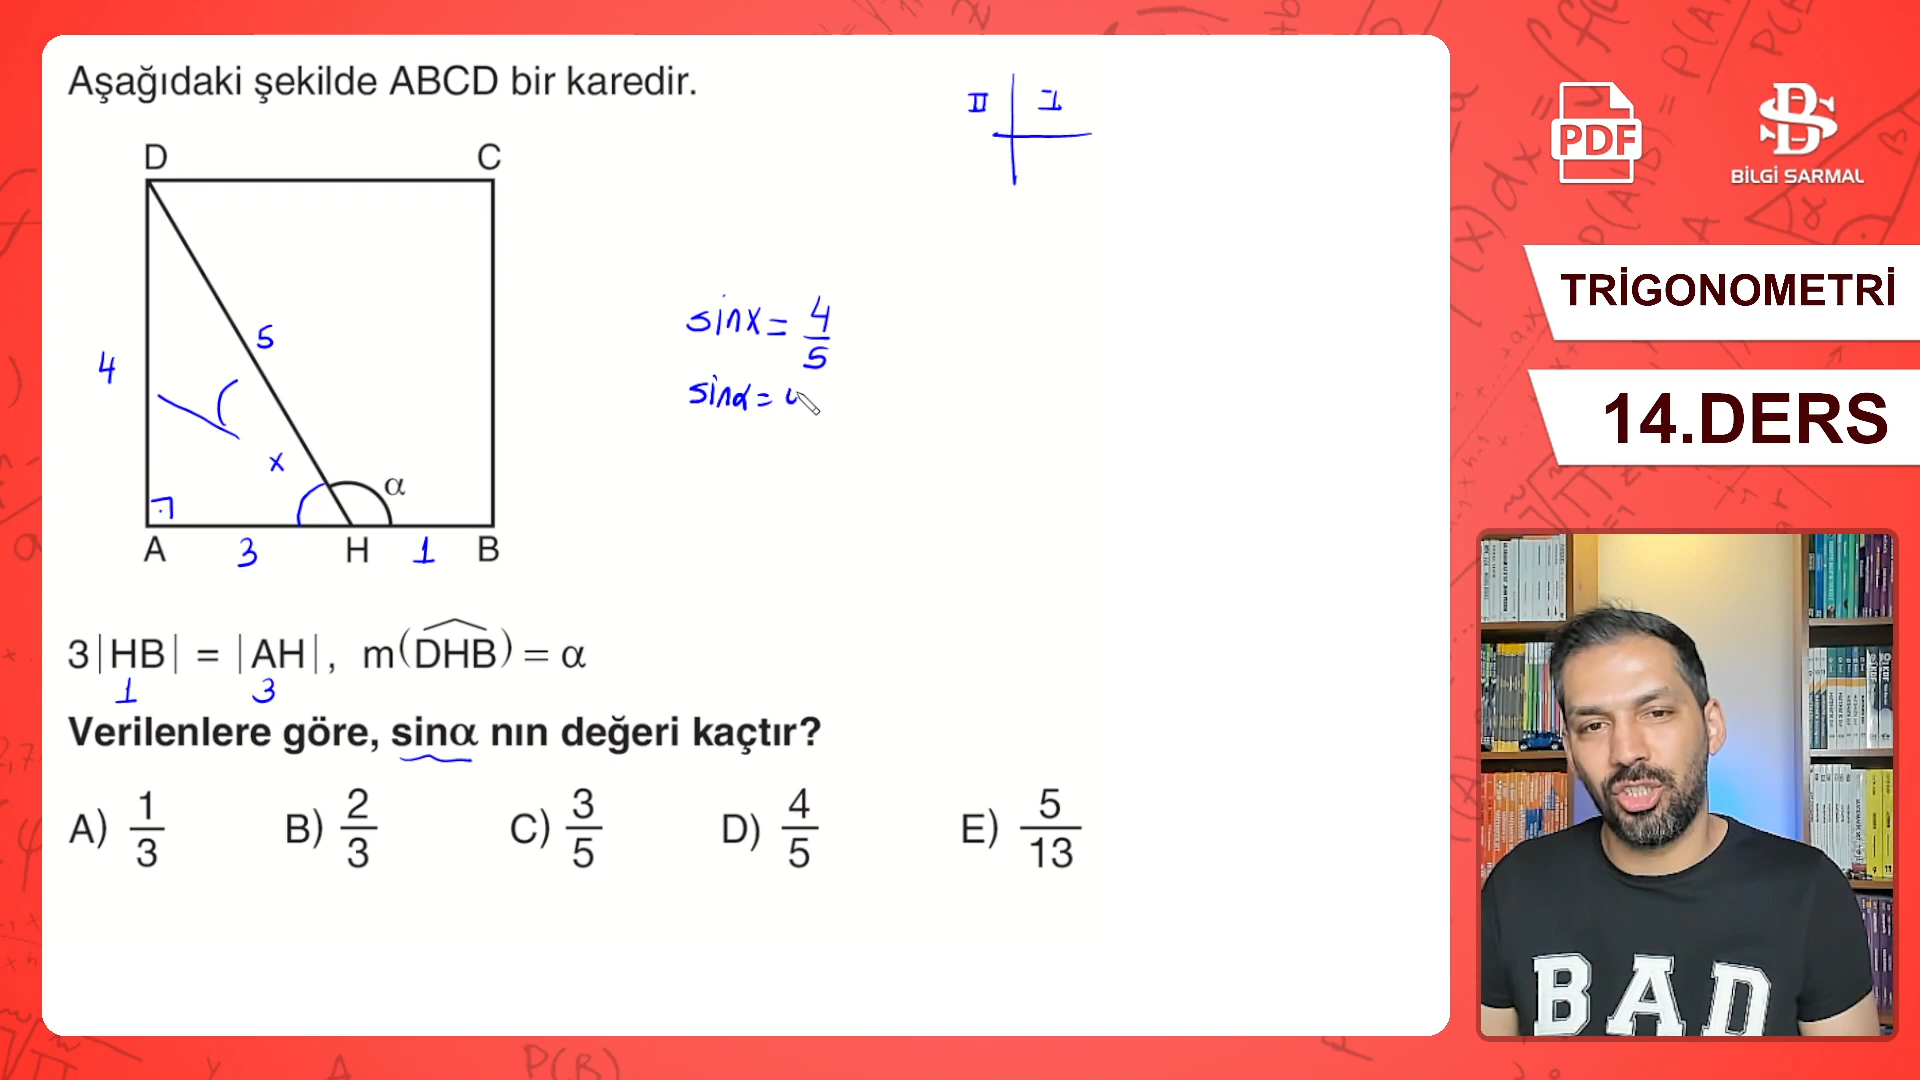 Aşağıdaki şekilde ABCD bir karedir.
II I
D C
sinx = 4/5
5
4
sinα =
x
α
A 3 H 1 B
3|HB| = |AH|, m(DHB) = α
1 3
Verilenlere göre, sinα nın değeri kaçtır?
A) 1/3 B) 2/3 C) 3/5 D) 4/5 E) 5/13
PDF
BİLGİ SARMAL
TRİGONOMETRİ
14.DERS
BAD